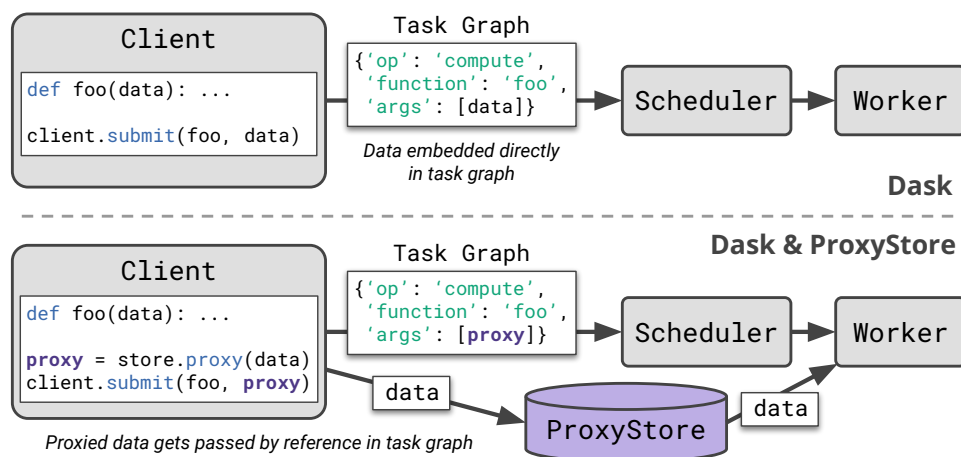 Client
def foo(data): ...
client.submit(foo, data)
Task Graph
{‘op’: ‘compute’,
‘function’: ‘foo’,
‘args’: [data]}
Data embedded directly
in task graph
Scheduler
Worker
Dask
Dask & ProxyStore
Client
def foo(data): ...
proxy = store.proxy(data)
client.submit(foo, proxy)
Task Graph
{‘op’: ‘compute’,
‘function’: ‘foo’,
‘args’: [proxy]}
Scheduler
Worker
data
ProxyStore
data
Proxied data gets passed by reference in task graph